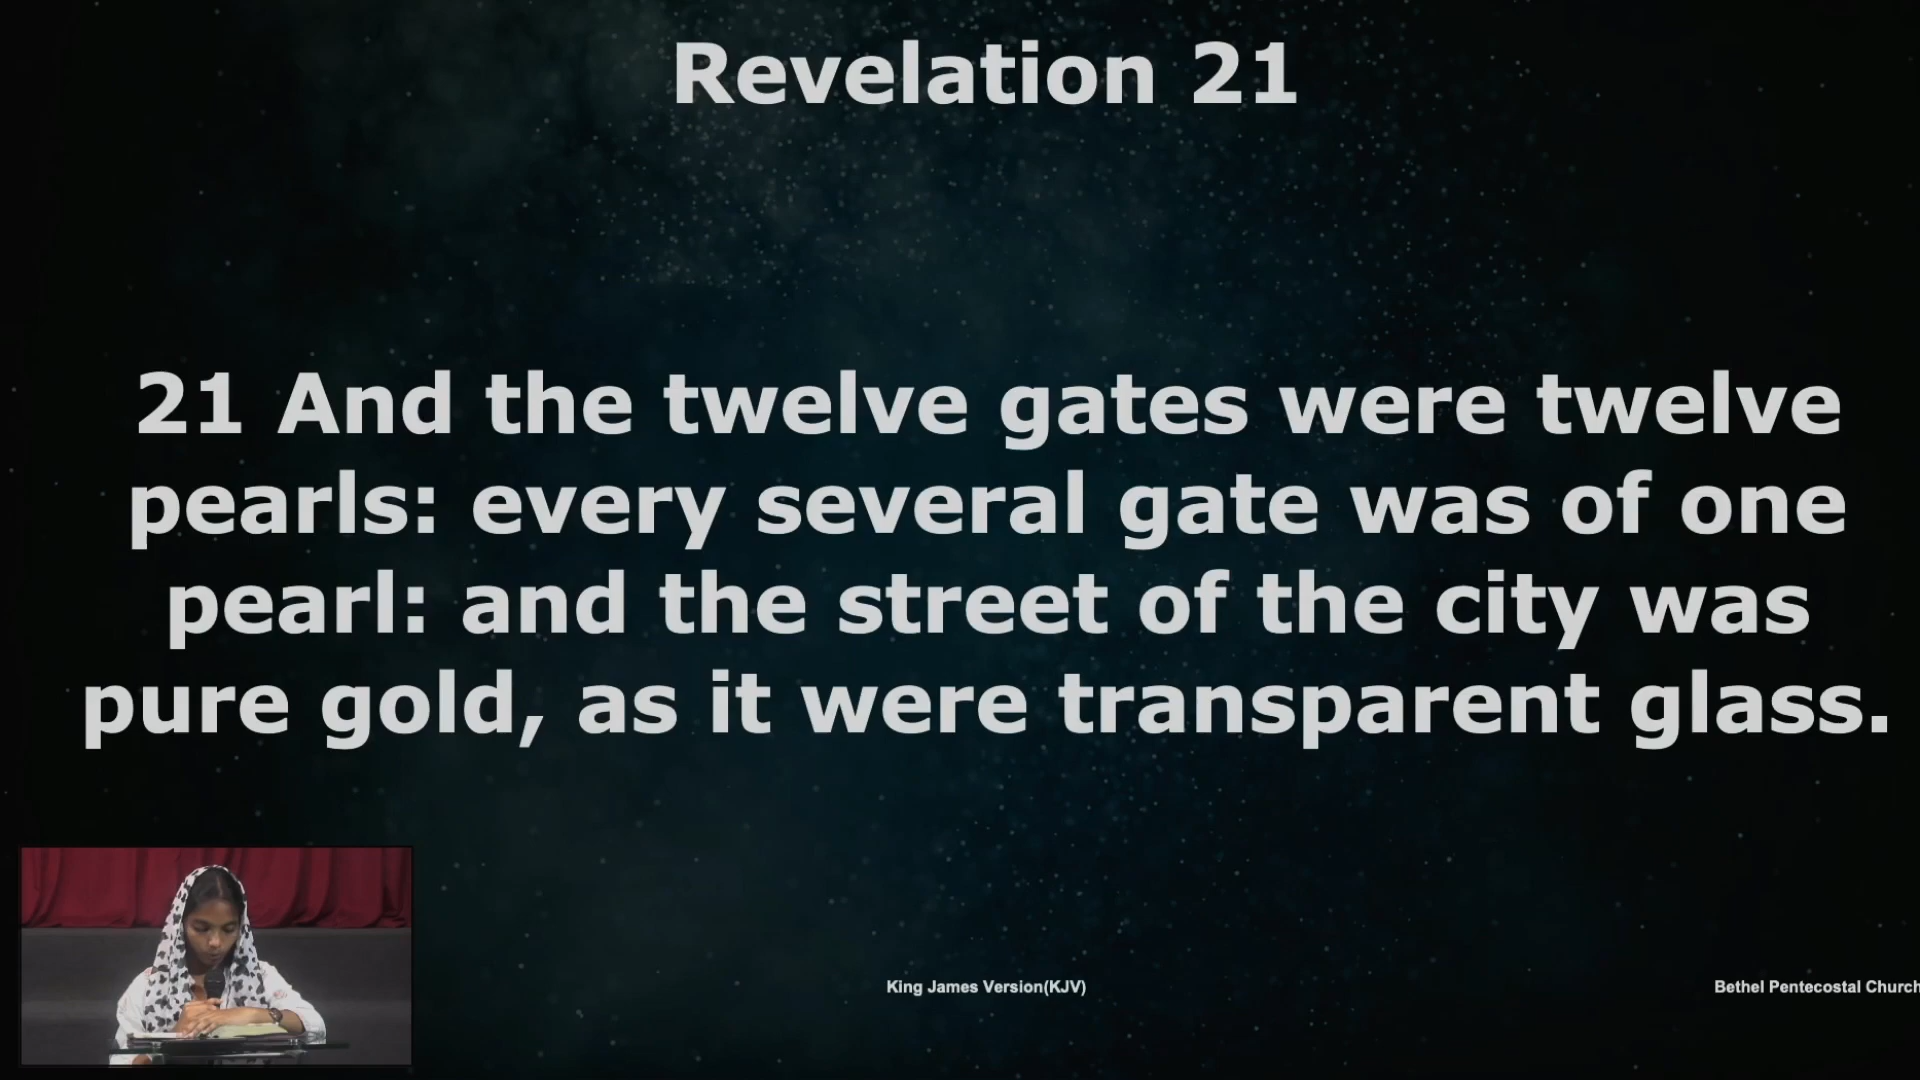 Revelation 21
21 And the twelve gates were twelve
pearls: every several gate was of one
pearl: and the street of the city was
pure gold, as it were transparent glass.
King James Version(KJV)
Bethel Pentecostal Church